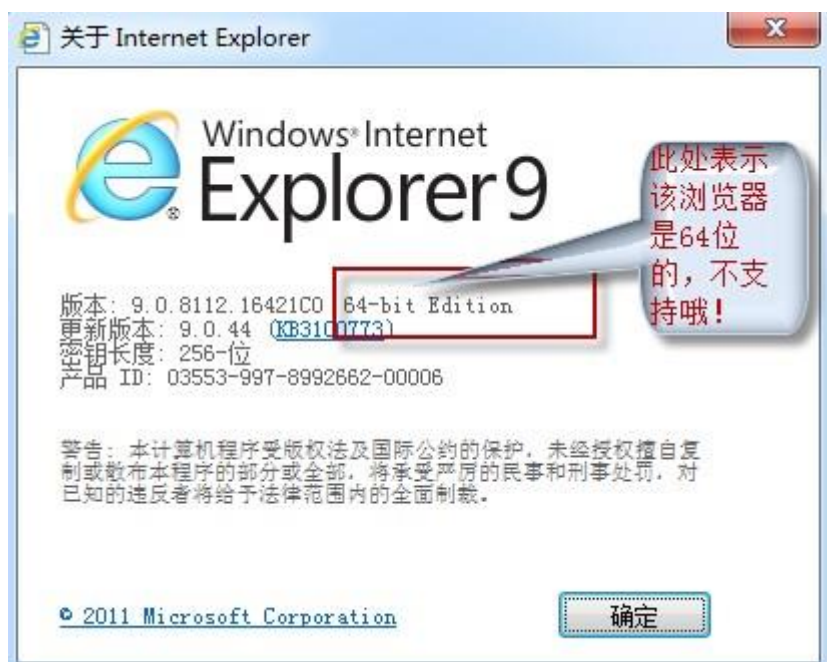 关于 Internet Explorer
Windows® Internet
Explorer 9
此处表示
该浏览器
是64位
的，不支
持哦！
版本: 9.0.8112.16421CO 64-bit Edition
更新版本: 9.0.44 (KB3100773)
密钥长度: 256-位
产品 ID: 03553-997-8992662-00006
警告: 本计算机程序受版权法及国际公约的保护，未经授权擅自复
制或散布本程序的部分或全部，将承受严厉的民事和刑事处罚，对
已知的违反者将给予法律范围内的全面制裁。
© 2011 Microsoft Corporation
确定